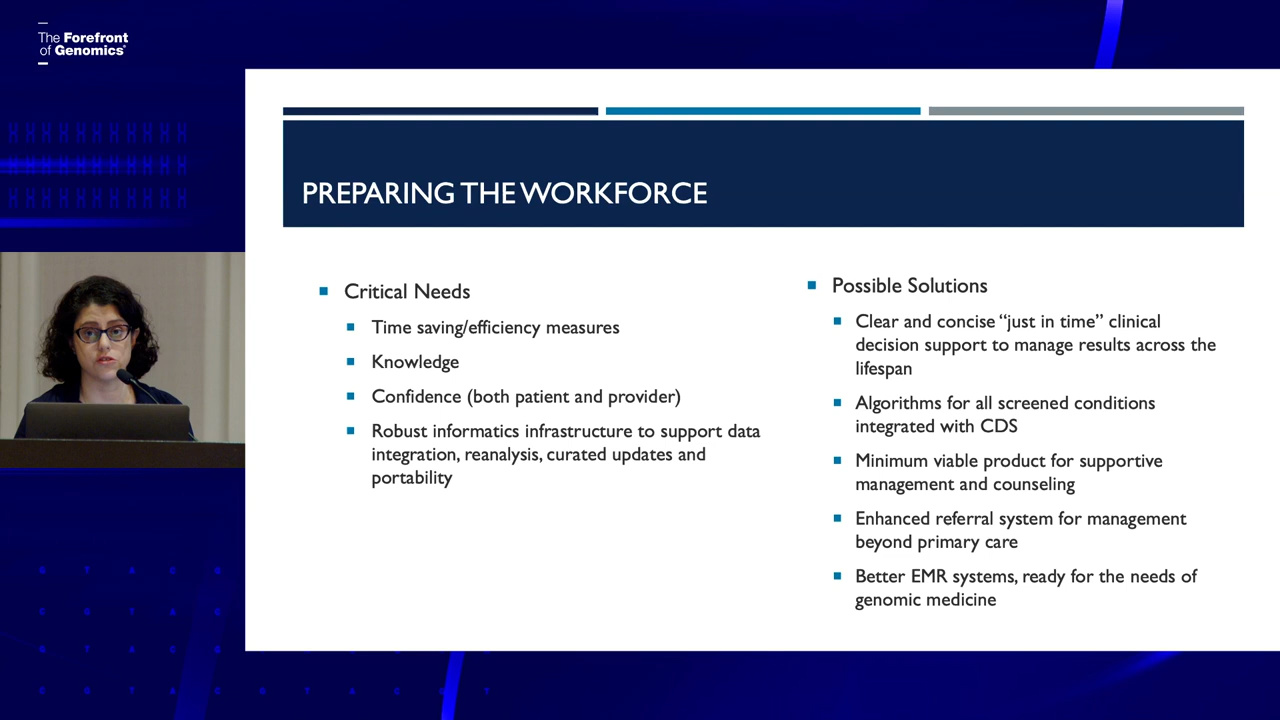 The Forefront
of Genomics®
PREPARING THE WORKFORCE
Critical Needs
Time saving/efficiency measures
Knowledge
Confidence (both patient and provider)
Robust informatics infrastructure to support data
integration, reanalysis, curated updates and
portability
Possible Solutions
Clear and concise “just in time” clinical
decision support to manage results across the
lifespan
Algorithms for all screened conditions
integrated with CDS
Minimum viable product for supportive
management and counseling
Enhanced referral system for management
beyond primary care
Better EMR systems, ready for the needs of
genomic medicine